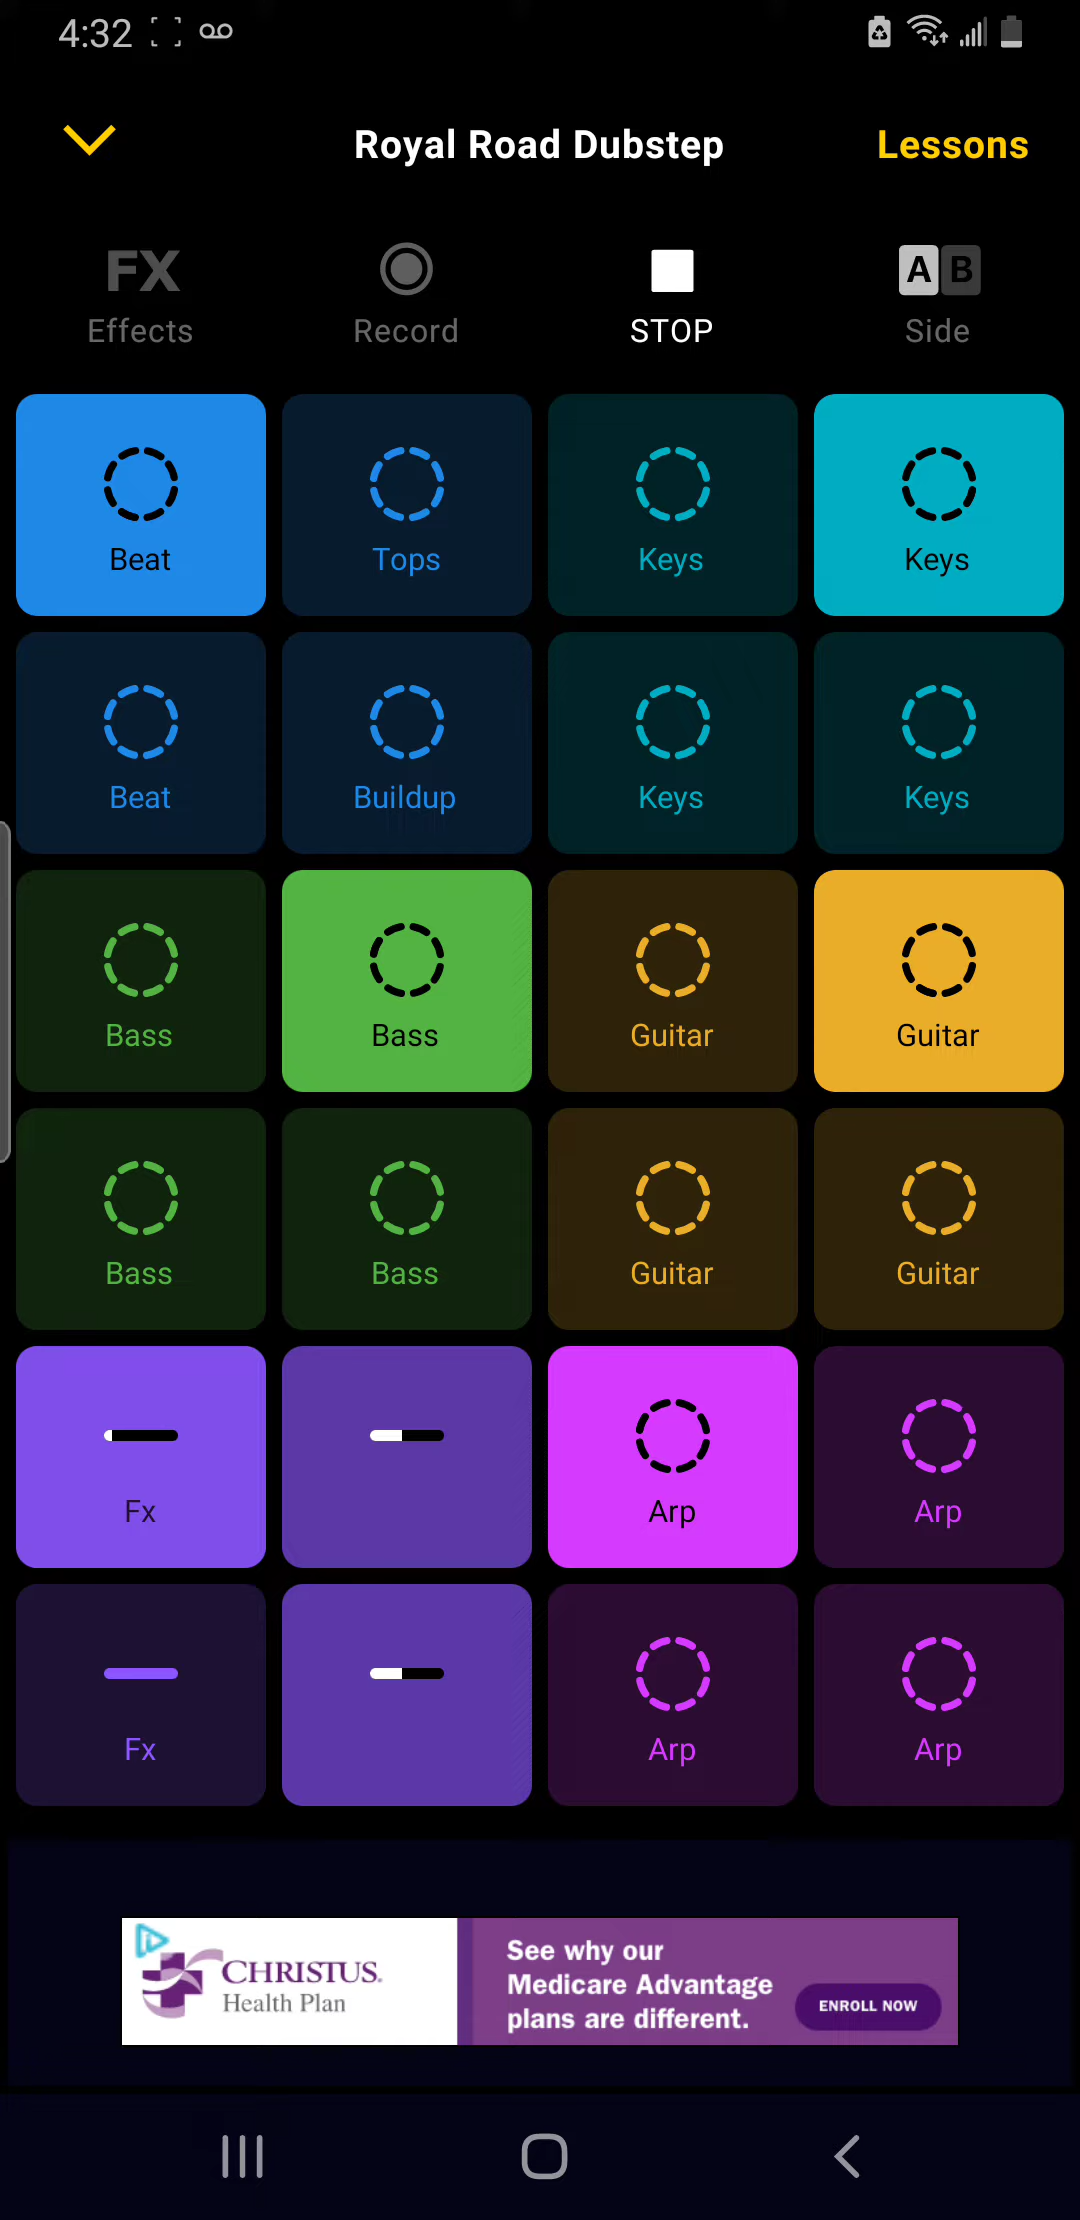 4:32
Royal Road Dubstep
Lessons
FX
Effects
Record
STOP
A B
Side
Beat
Tops
Keys
Keys
Beat
Buildup
Keys
Keys
Bass
Bass
Guitar
Guitar
Bass
Bass
Guitar
Guitar
Fx
Arp
Arp
Fx
Arp
Arp
CHRISTUS.
Health Plan
See why our
Medicare Advantage
plans are different.
ENROLL NOW